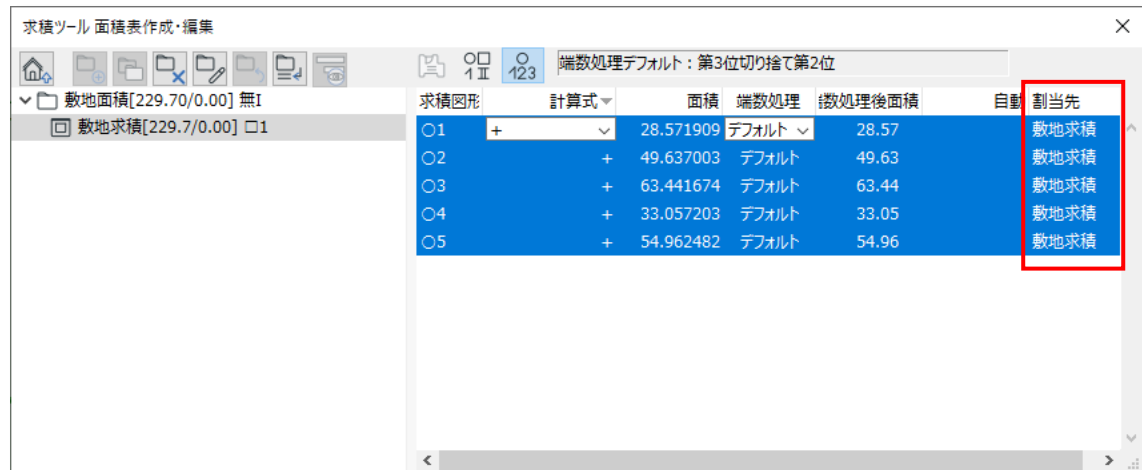 求積ツール 面積表作成・編集
端数処理デフォルト：第3位切り捨て第2位
敷地面積[229.70/0.00] 無I
敷地求積[229.7/0.00] □1
求積図形 計算式 面積 端数処理 端数処理後面積 自動 割当先
○1 + 28.571909 デフォルト 28.57 敷地求積
○2 + 49.637003 デフォルト 49.63 敷地求積
○3 + 63.441674 デフォルト 63.44 敷地求積
○4 + 33.057203 デフォルト 33.05 敷地求積
○5 + 54.962482 デフォルト 54.96 敷地求積